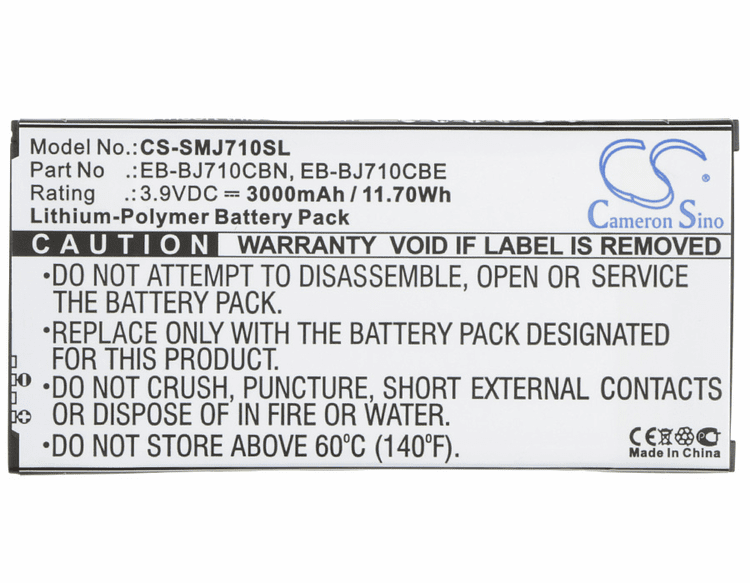 Model No.:CS-SMJ710SL
Part No :EB-BJ710CBN, EB-BJ710CBE
Rating :3.9VDC ⎓ 3000mAh / 11.70Wh
Lithium-Polymer Battery Pack
CS
Cameron Sino
CAUTION WARRANTY VOID IF LABEL IS REMOVED
•DO NOT ATTEMPT TO DISASSEMBLE, OPEN OR SERVICE
THE BATTERY PACK.
•REPLACE ONLY WITH THE BATTERY PACK DESIGNATED
FOR THIS PRODUCT.
•DO NOT CRUSH, PUNCTURE, SHORT EXTERNAL CONTACTS
OR DISPOSE OF IN FIRE OR WATER.
•DO NOT STORE ABOVE 60°C (140°F).
CE
Made In China